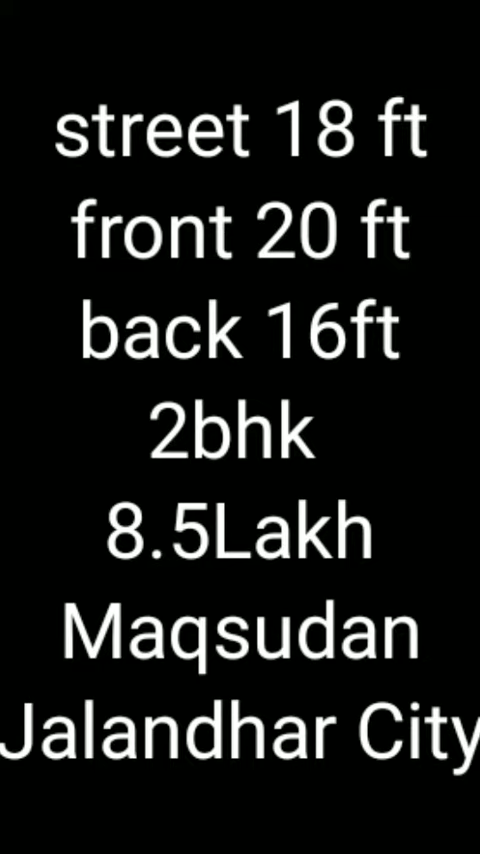 street 18 ft
front 20 ft
back 16ft
2bhk
8.5Lakh
Maqsudan
Jalandhar City